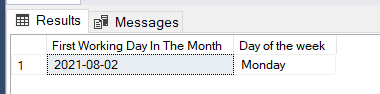 Results Messages
First Working Day In The Month Day of the week
1 2021-08-02 Monday